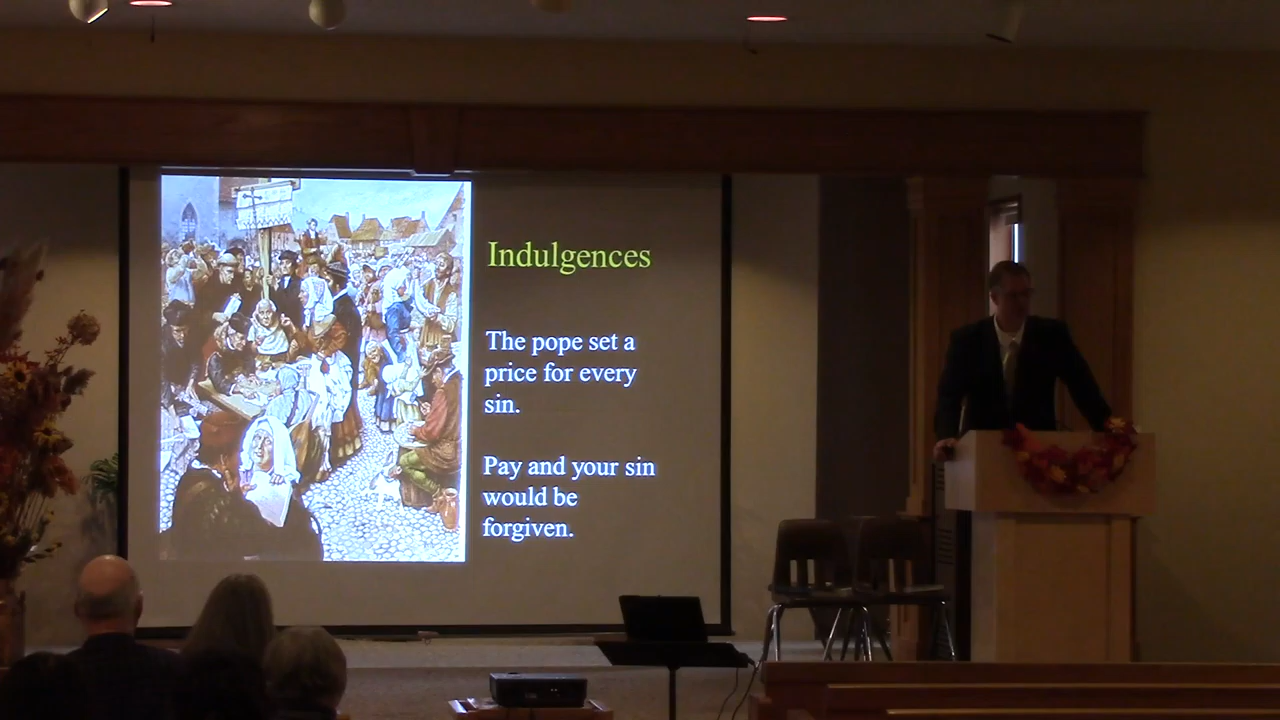 Indulgences
The pope set a
price for every
sin.
Pay and your sin
would be
forgiven.